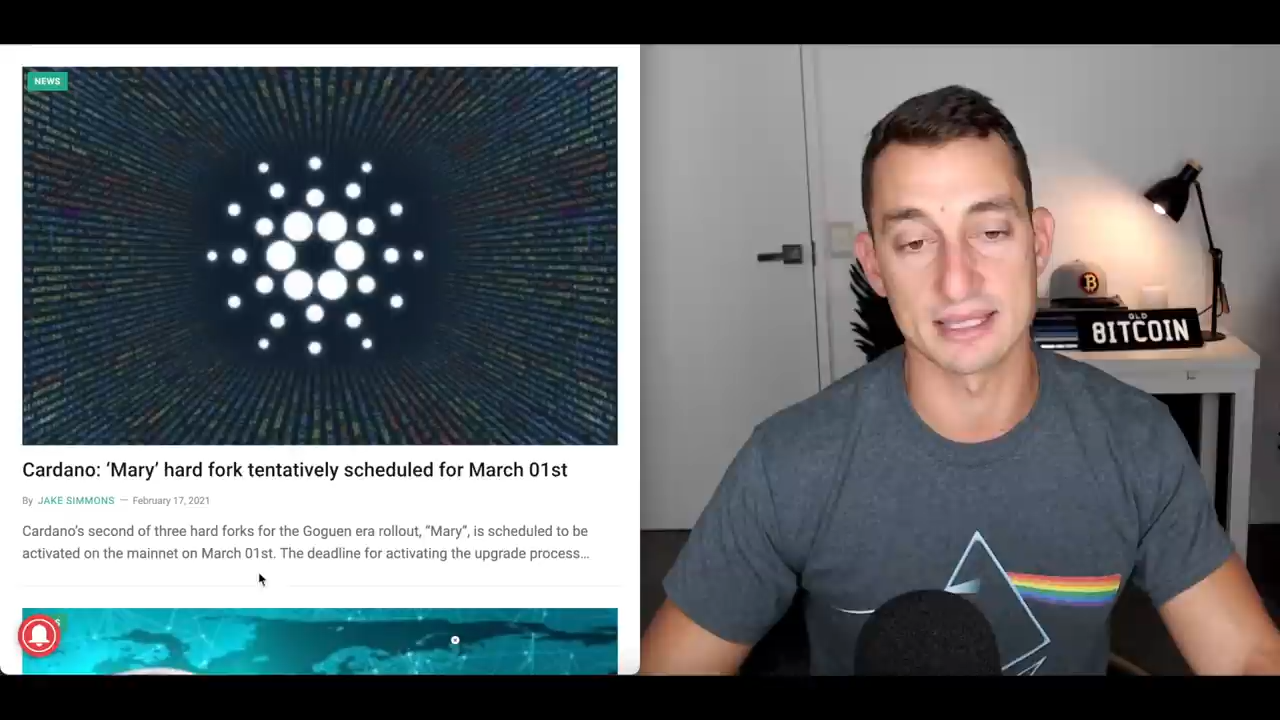 NEWS
Cardano: ‘Mary’ hard fork tentatively scheduled for March 01st
By JAKE SIMMONS — February 17, 2021
Cardano’s second of three hard forks for the Goguen era rollout, “Mary”, is scheduled to be
activated on the mainnet on March 01st. The deadline for activating the upgrade process...
QLD
8ITCOIN